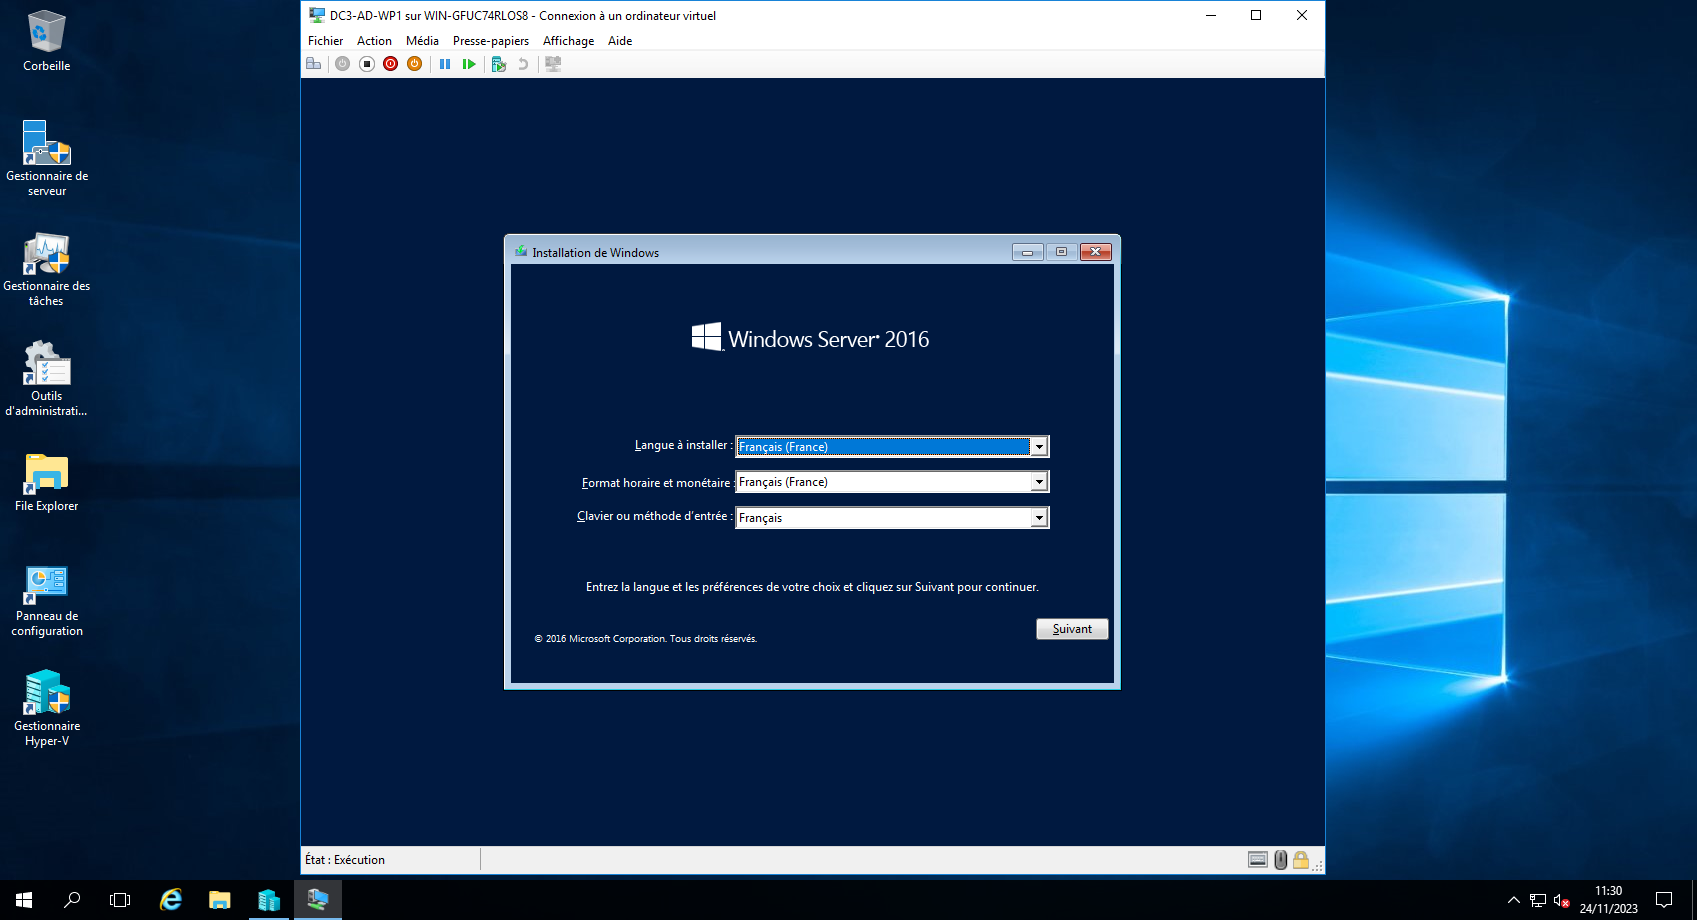 Corbeille
Gestionnaire de
serveur
Gestionnaire des
tâches
Outils
d'administrati...
File Explorer
Panneau de
configuration
Gestionnaire
Hyper-V
DC3-AD-WP1 sur WIN-GFUC74RLOS8 - Connexion à un ordinateur virtuel
Fichier Action Média Presse-papiers Affichage Aide
Installation de Windows
Windows Server 2016
Langue à installer : Français (France)
Format horaire et monétaire : Français (France)
Clavier ou méthode d'entrée : Français
Entrez la langue et les préférences de votre choix et cliquez sur Suivant pour continuer.
Suivant
© 2016 Microsoft Corporation. Tous droits réservés.
État : Exécution
11:30
24/11/2023